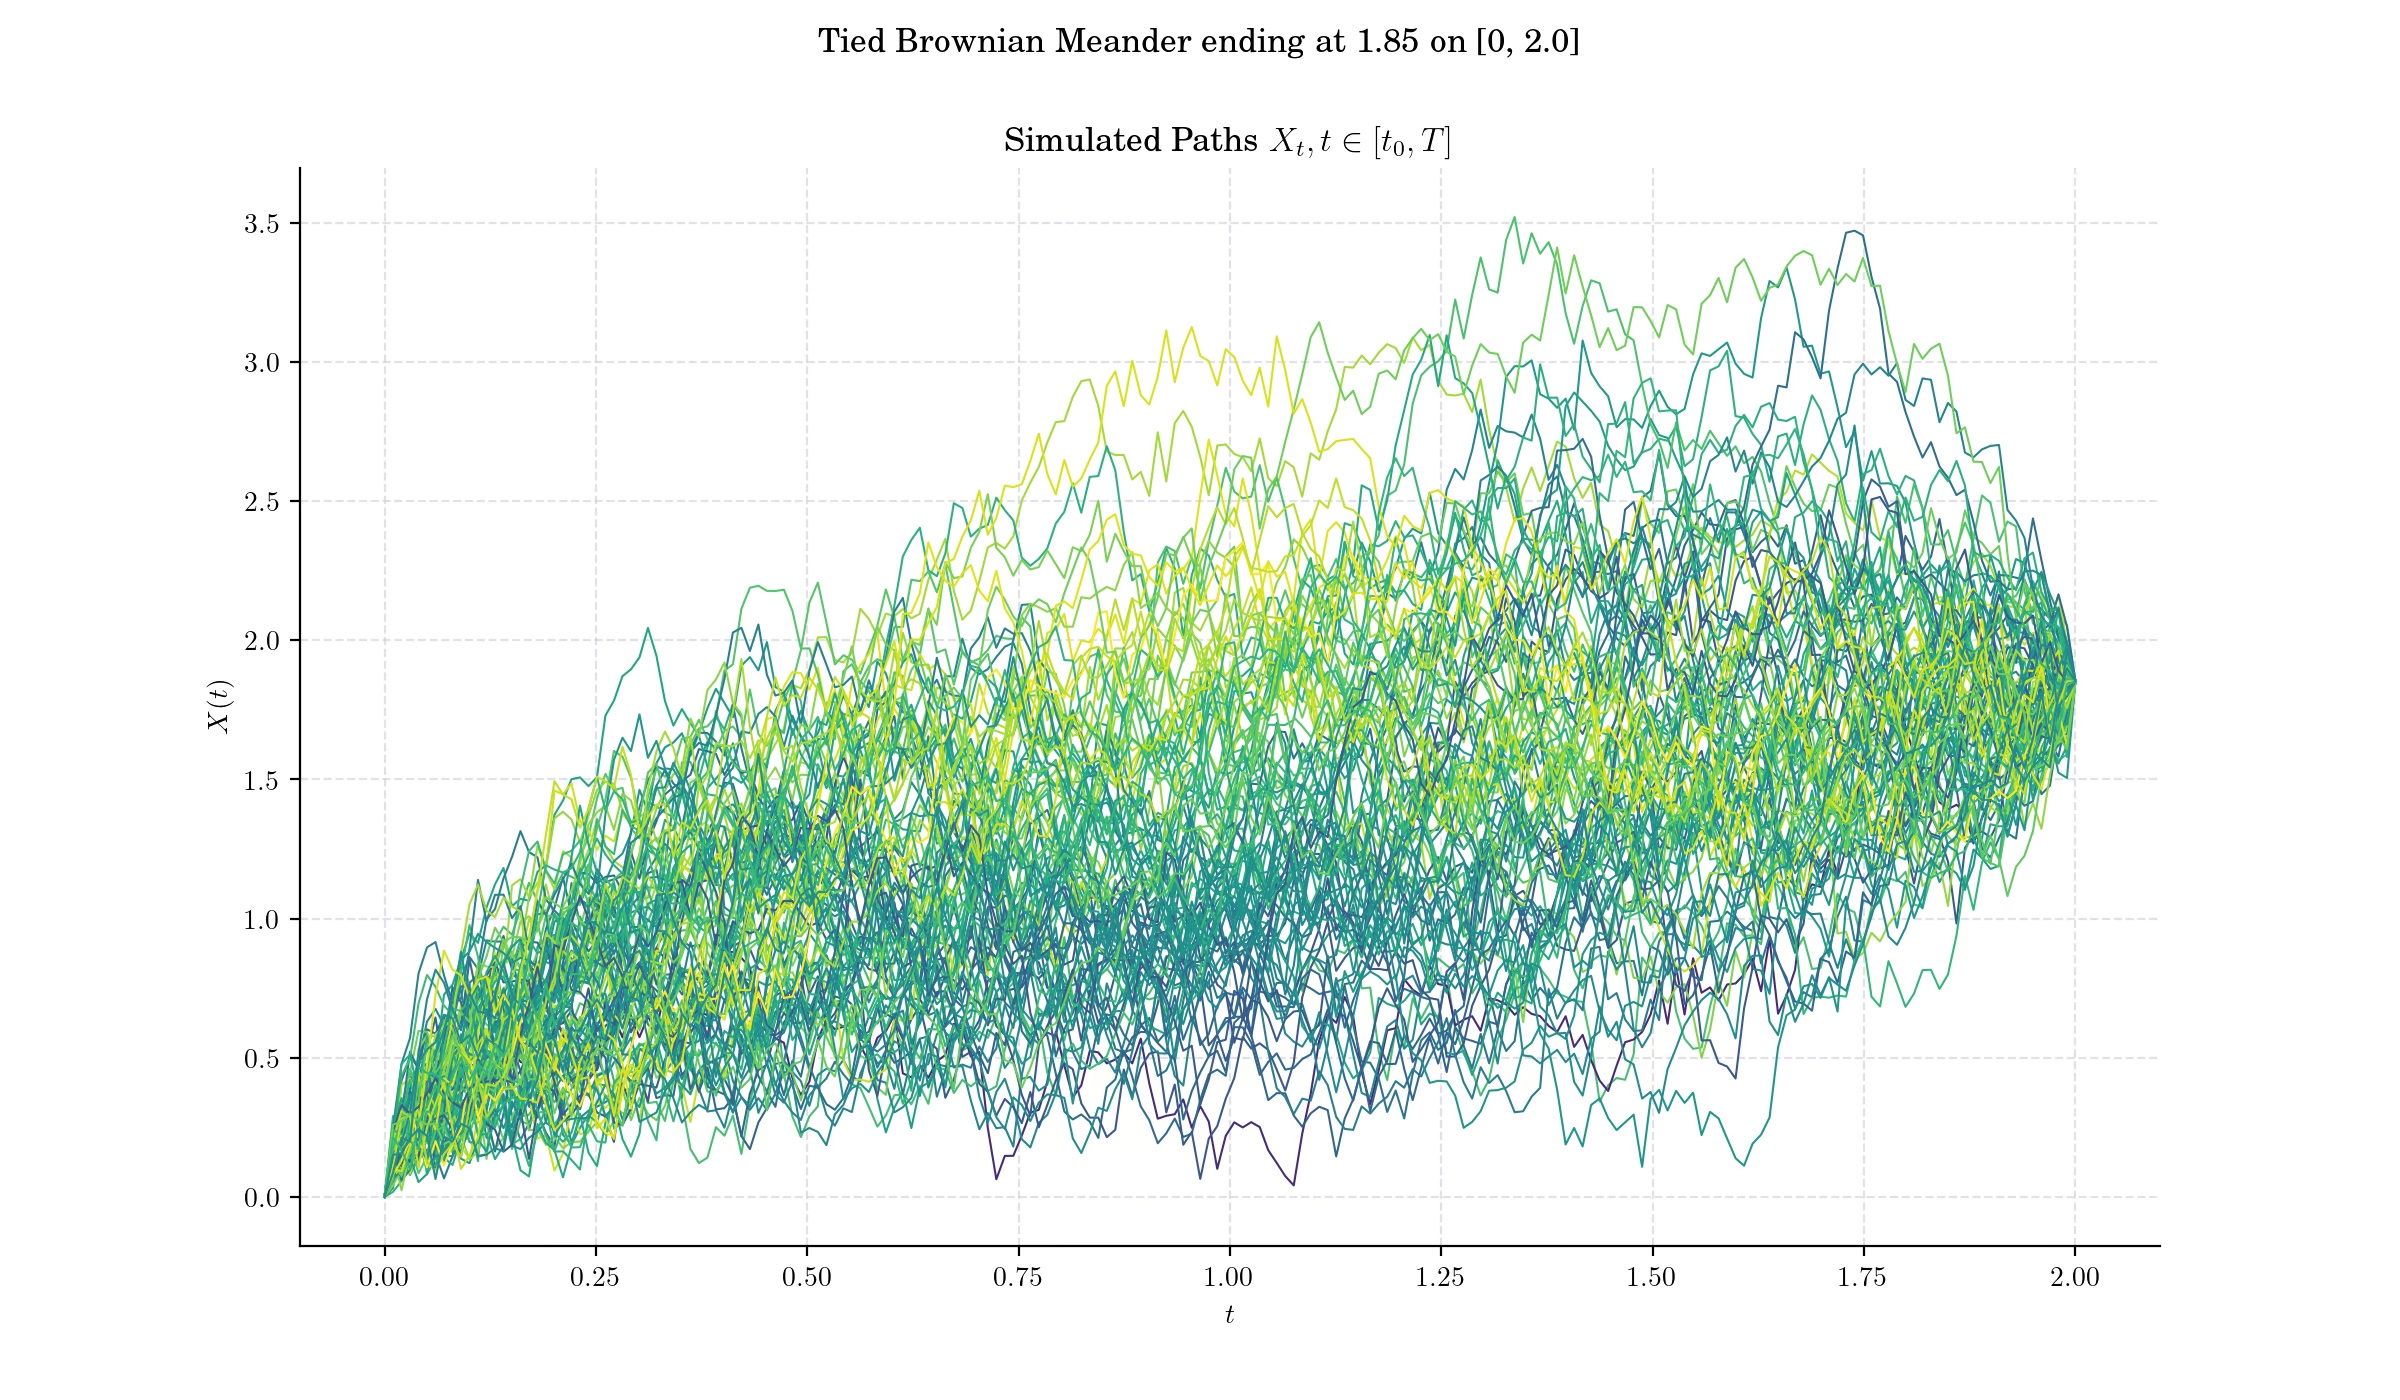 Tied Brownian Meander ending at 1.85 on [0, 2.0]
Simulated Paths $X_t, t \in [t_0, T]$
3.5
3.0
2.5
2.0
1.5
1.0
0.5
0.0
X(t)
0.00 0.25 0.50 0.75 1.00 1.25 1.50 1.75 2.00
t